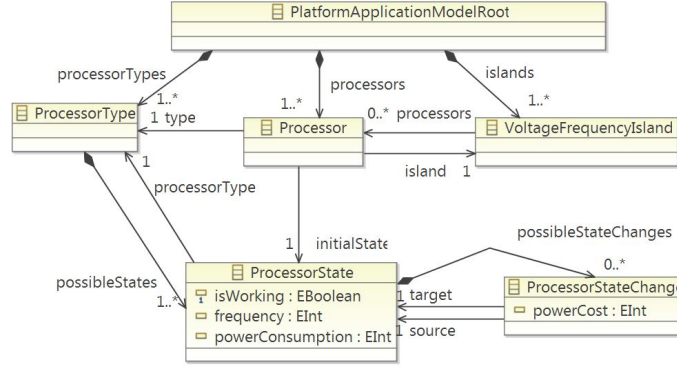 PlatformApplicationModelRoot
processorTypes
processors
islands
1..*
1..*
1..*
ProcessorType
1 type
Processor
0..* processors
VoltageFrequencyIsland
1
processorType
island
1
1
initialState
possibleStates
1..*
ProcessorState
isWorking : EBoolean
frequency : EInt
powerConsumption : EInt
possibleStateChanges
0..*
1 target
1 source
ProcessorStateChange
powerCost : EInt